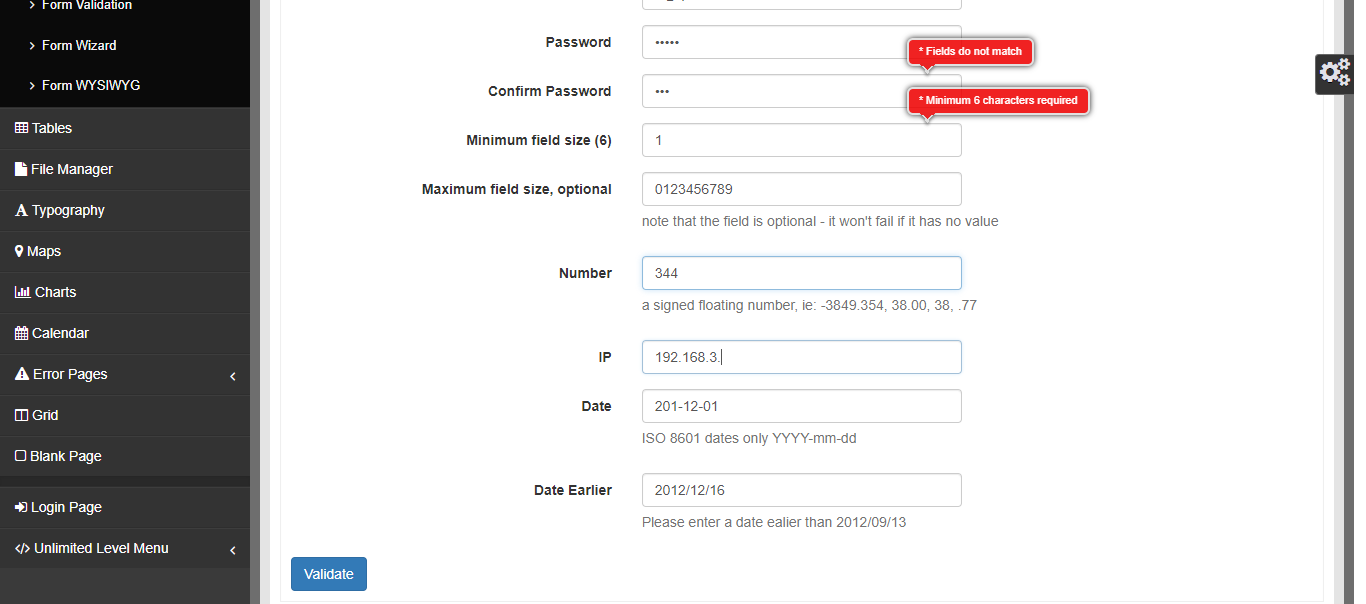 Form Validation
Form Wizard
Form WYSIWYG
Tables
File Manager
Typography
Maps
Charts
Calendar
Error Pages
Grid
Blank Page
Login Page
Unlimited Level Menu
Password
•••••
* Fields do not match
Confirm Password
•••
* Minimum 6 characters required
Minimum field size (6)
1
Maximum field size, optional
0123456789
note that the field is optional - it won't fail if it has no value
Number
344
a signed floating number, ie: -3849.354, 38.00, 38, .77
IP
192.168.3.
Date
201-12-01
ISO 8601 dates only YYYY-mm-dd
Date Earlier
2012/12/16
Please enter a date ealier than 2012/09/13
Validate